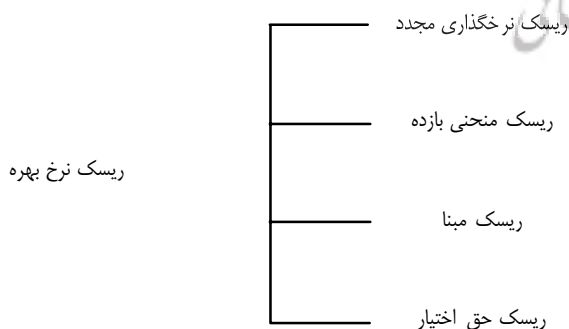 ریسک نرخگذاری مجدد
ریسک منحنی بازده
ریسک نرخ بهره
ریسک مبنا
ریسک حق اختیار